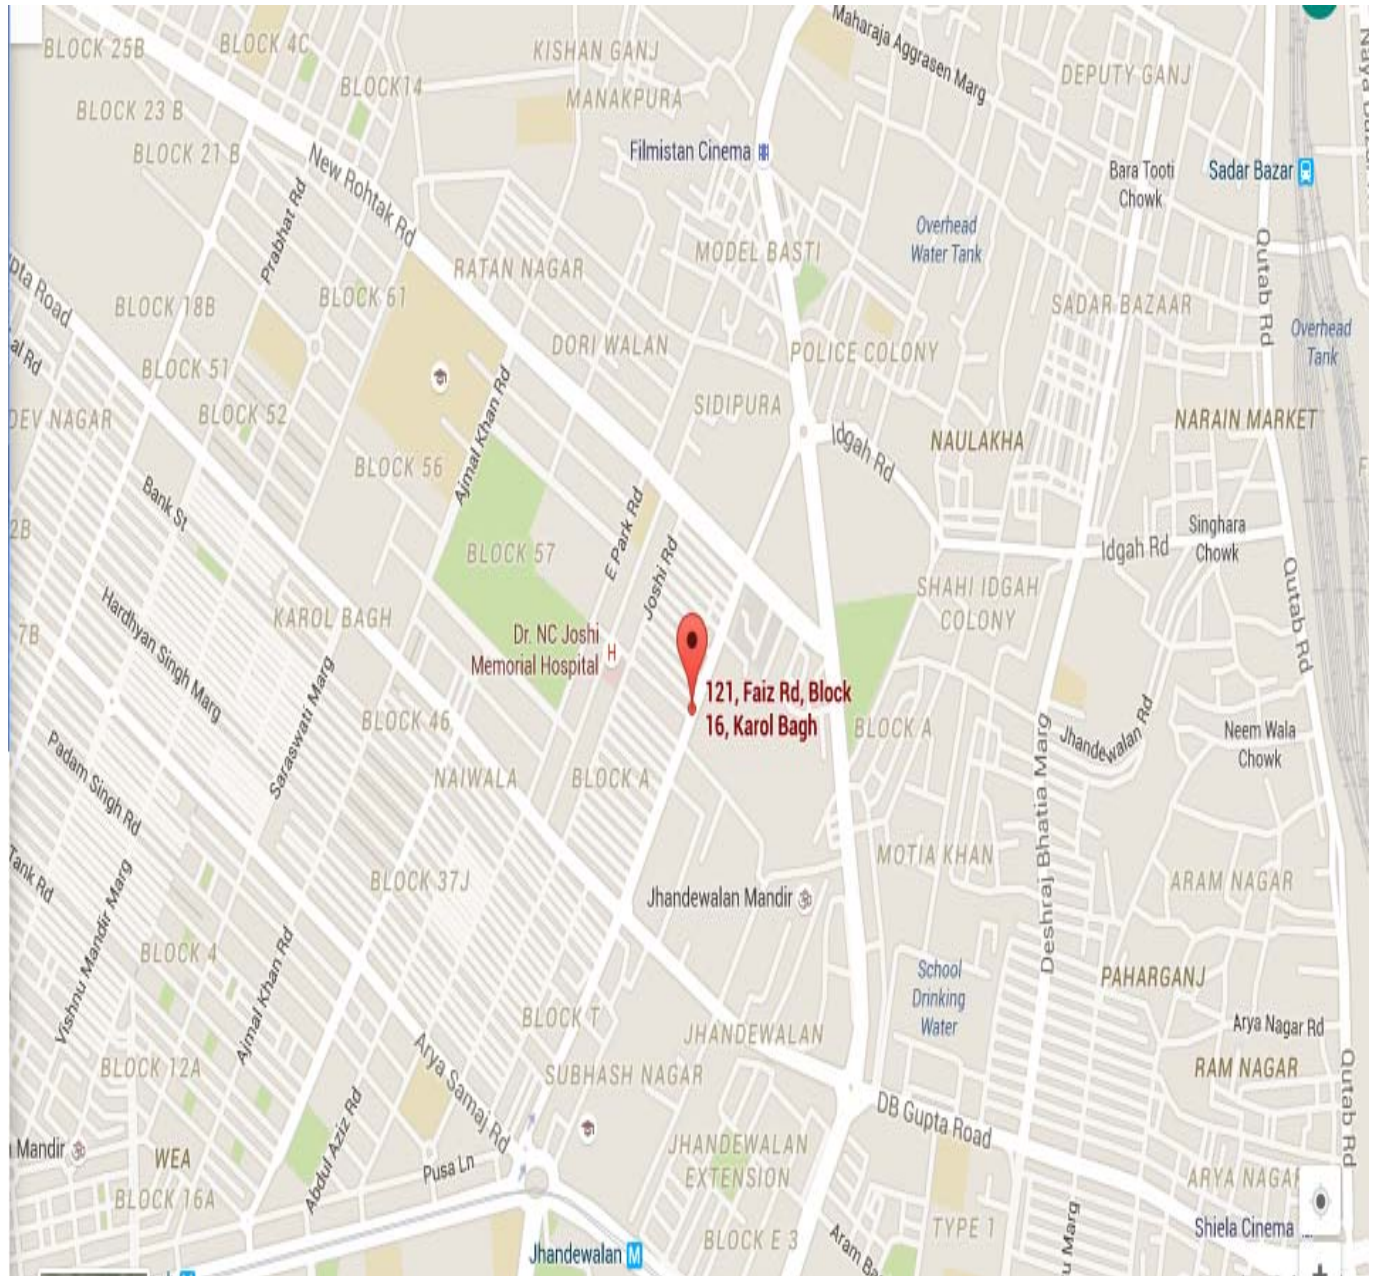 BLOCK 25B
BLOCK 4C
KISHAN GANJ
Maharaja Aggrasen Marg
DEPUTY GANJ
BLOCK14
MANAKPURA
BLOCK 23 B
BLOCK 21 B
New Rohtak Rd
Filmistan Cinema
Bara Tooti
Chowk
Sadar Bazar
Prabhat Rd
Overhead
Water Tank
Qutab Rd
RATAN NAGAR
MODEL BASTI
BLOCK 61
BLOCK 18B
SADAR BAZAAR
Overhead
Tank
pta Road
al Rd
DORI WALAN
POLICE COLONY
BLOCK 51
Ajmal Khan Rd
BLOCK 52
SIDIPURA
DEV NAGAR
Idgah Rd
NAULAKHA
NARAIN MARKET
BLOCK 56
Bank St
E Park Rd
Joshi Rd
2B
BLOCK 57
Idgah Rd
Singhara
Chowk
Qutab Rd
SHAHI IDGAH
COLONY
Hardhyan Singh Marg
KAROL BAGH
7B
Dr. NC Joshi
Memorial Hospital
Saraswati Marg
121, Faiz Rd, Block
16, Karol Bagh
BLOCK 46
BLOCK A
Jhandewalan Rd
Neem Wala
Chowk
Padam Singh Rd
NAIWALA
BLOCK A
Deshraj Bhatia Marg
Tank Rd
Vishnu Mandir Marg
BLOCK 37J
MOTIA KHAN
ARAM NAGAR
Jhandewalan Mandir
BLOCK 4
Ajmal Khan Rd
School
Drinking
Water
PAHARGANJ
BLOCK T
JHANDEWALAN
Arya Nagar Rd
BLOCK 12A
Arya Samaj Rd
SUBHASH NAGAR
RAM NAGAR
Qutab Rd
DB Gupta Road
Abdul Aziz Rd
Mandir
WEA
Pusa Ln
JHANDEWALAN
EXTENSION
BLOCK 16A
ARYA NAGAR
Jhandewalan
BLOCK E 3
Aram Ba
TYPE 1
u Marg
Shiela Cinema